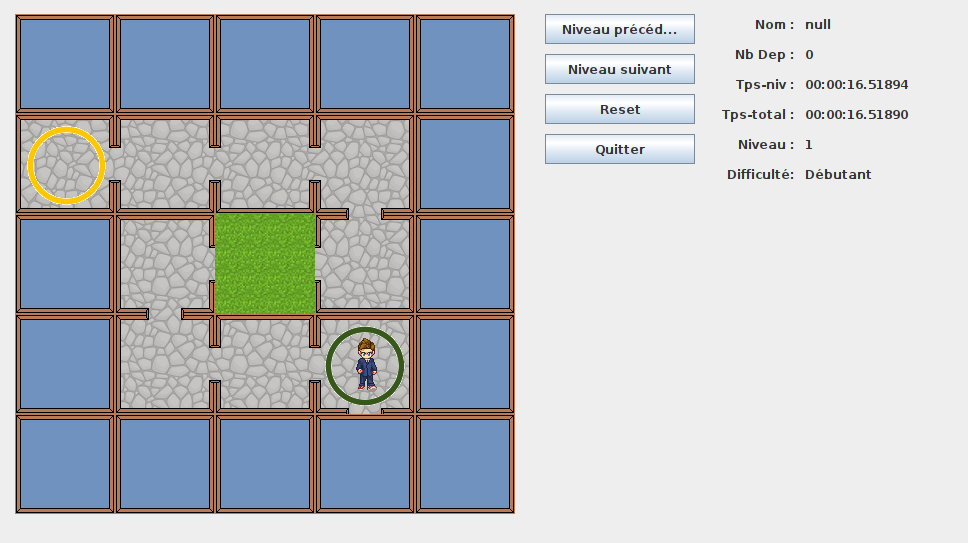 Niveau précéd...
Niveau suivant
Reset
Quitter
Nom : null
Nb Dep : 0
Tps-niv : 00:00:16.51894
Tps-total : 00:00:16.51890
Niveau : 1
Difficulté: Débutant